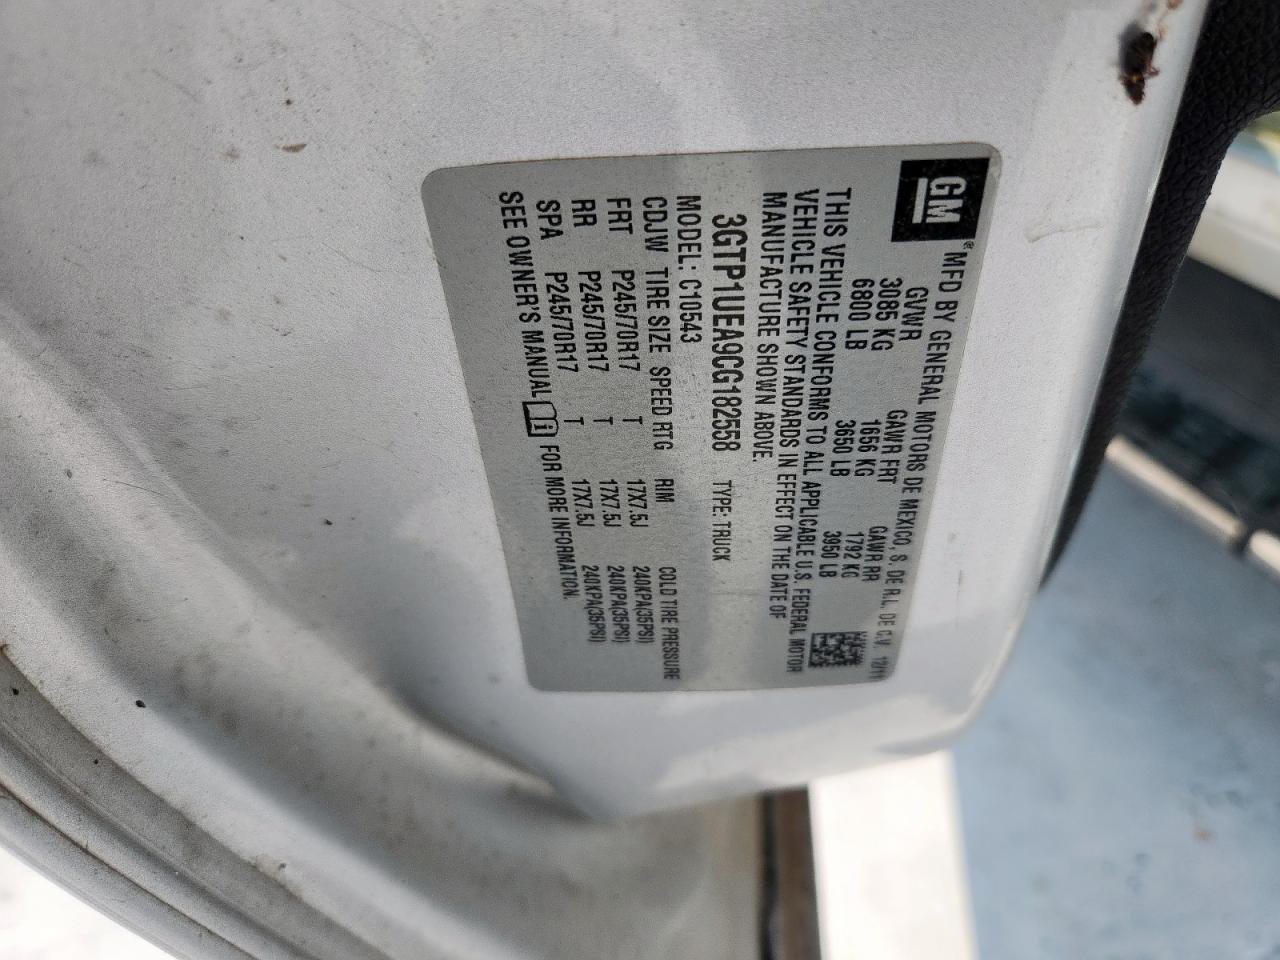 GM
® MFD BY GENERAL MOTORS DE MEXICO, S. DE R.L. DE C.V.
GVWR GAWR FRT GAWR RR
3085 KG 1656 KG 1792 KG
6800 LB 3650 LB 3950 LB
THIS VEHICLE CONFORMS TO ALL APPLICABLE U.S. FEDERAL MOTOR
VEHICLE SAFETY STANDARDS IN EFFECT ON THE DATE OF
MANUFACTURE SHOWN ABOVE.
3GTP1UEA9CG182558 TYPE: TRUCK
MODEL: C10543
CDJW TIRE SIZE SPEED RTG RIM COLD TIRE PRESSURE
FRT P245/70R17 T 17X7.5J 240KPA(35PSI)
RR P245/70R17 T 17X7.5J 240KPA(35PSI)
SPA P245/70R17 T 17X7.5J 240KPA(35PSI)
SEE OWNER'S MANUAL FOR MORE INFORMATION.